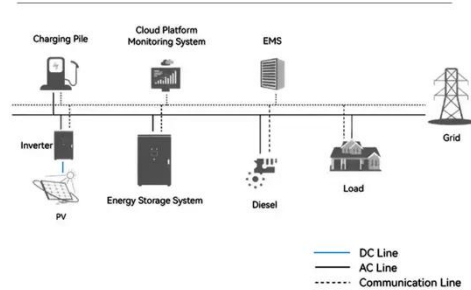 Charging Pile
Cloud Platform
Monitoring System
EMS
Grid
Inverter
PV
Energy Storage System
Diesel
Load
DC Line
AC Line
Communication Line